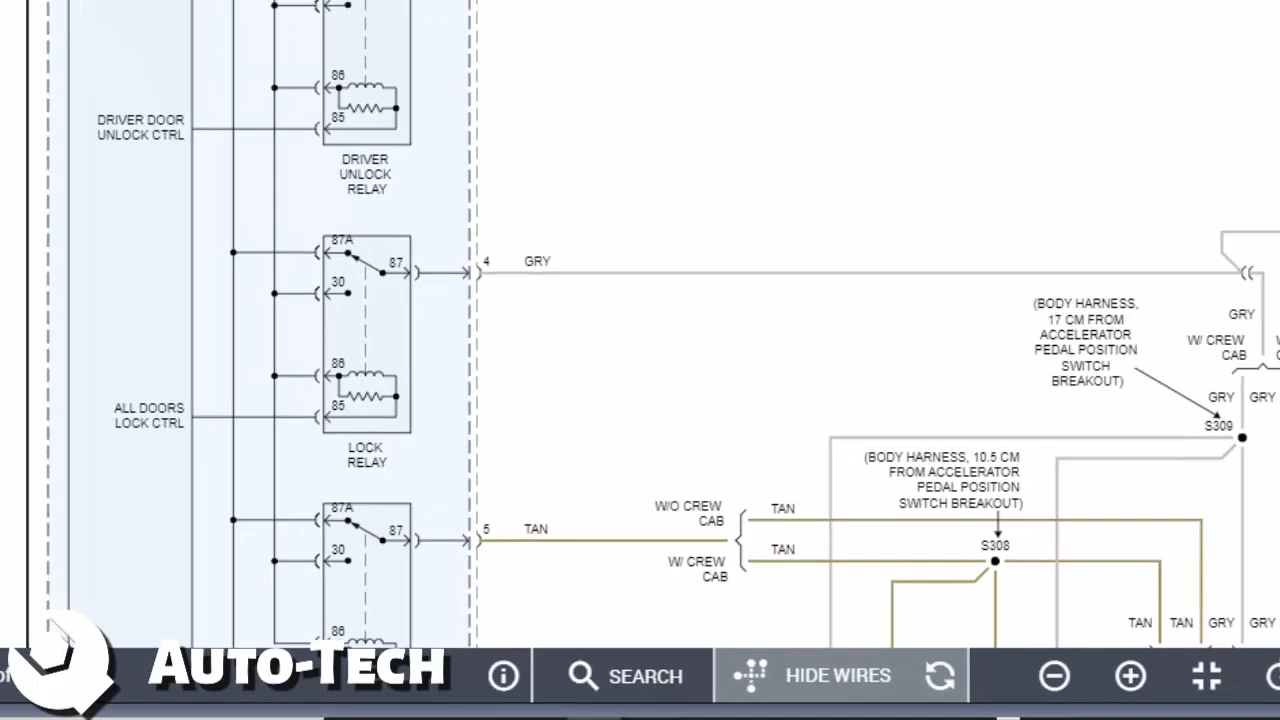 86
85
DRIVER DOOR
UNLOCK CTRL
DRIVER
UNLOCK
RELAY
87A
87
30
4
GRY
86
85
ALL DOORS
LOCK CTRL
LOCK
RELAY
(BODY HARNESS,
17 CM FROM
ACCELERATOR
PEDAL POSITION
SWITCH
BREAKOUT)
GRY
W/ CREW
CAB
GRY
GRY
S309
(BODY HARNESS, 10.5 CM
FROM ACCELERATOR
PEDAL POSITION
SWITCH BREAKOUT)
S308
87A
87
30
5
TAN
W/O CREW
CAB
TAN
W/ CREW
CAB
TAN
86
TAN
TAN
GRY
GRY
AUTO-TECH
SEARCH
HIDE WIRES